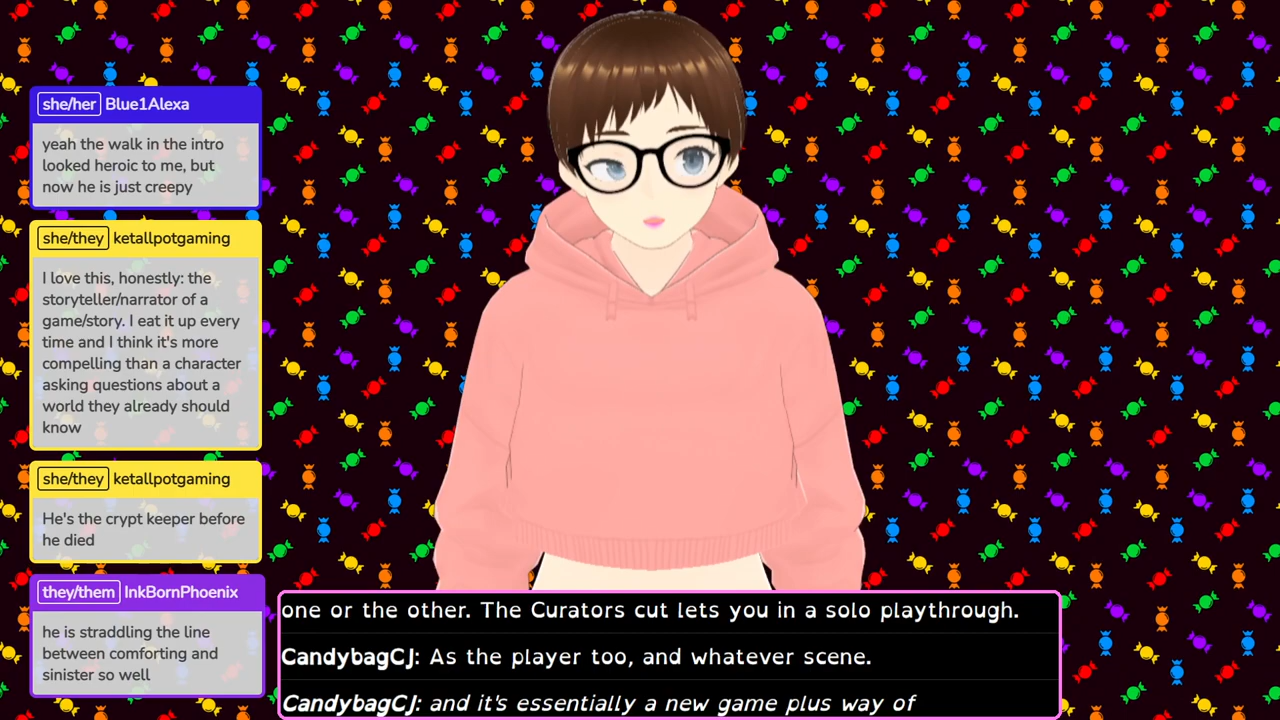 she/her Blue1Alexa
yeah the walk in the intro
looked heroic to me, but
now he is just creepy
she/they ketallpotgaming
I love this, honestly: the
storyteller/narrator of a
game/story. I eat it up every
time and I think it's more
compelling than a character
asking questions about a
world they already should
know
she/they ketallpotgaming
He's the crypt keeper before
he died
they/them InkBornPhoenix
he is straddling the line
between comforting and
sinister so well
one or the other. The Curators cut lets you in a solo playthrough.
CandybagCJ: As the player too, and whatever scene.
CandybagCJ: and it's essentially a new game plus way of